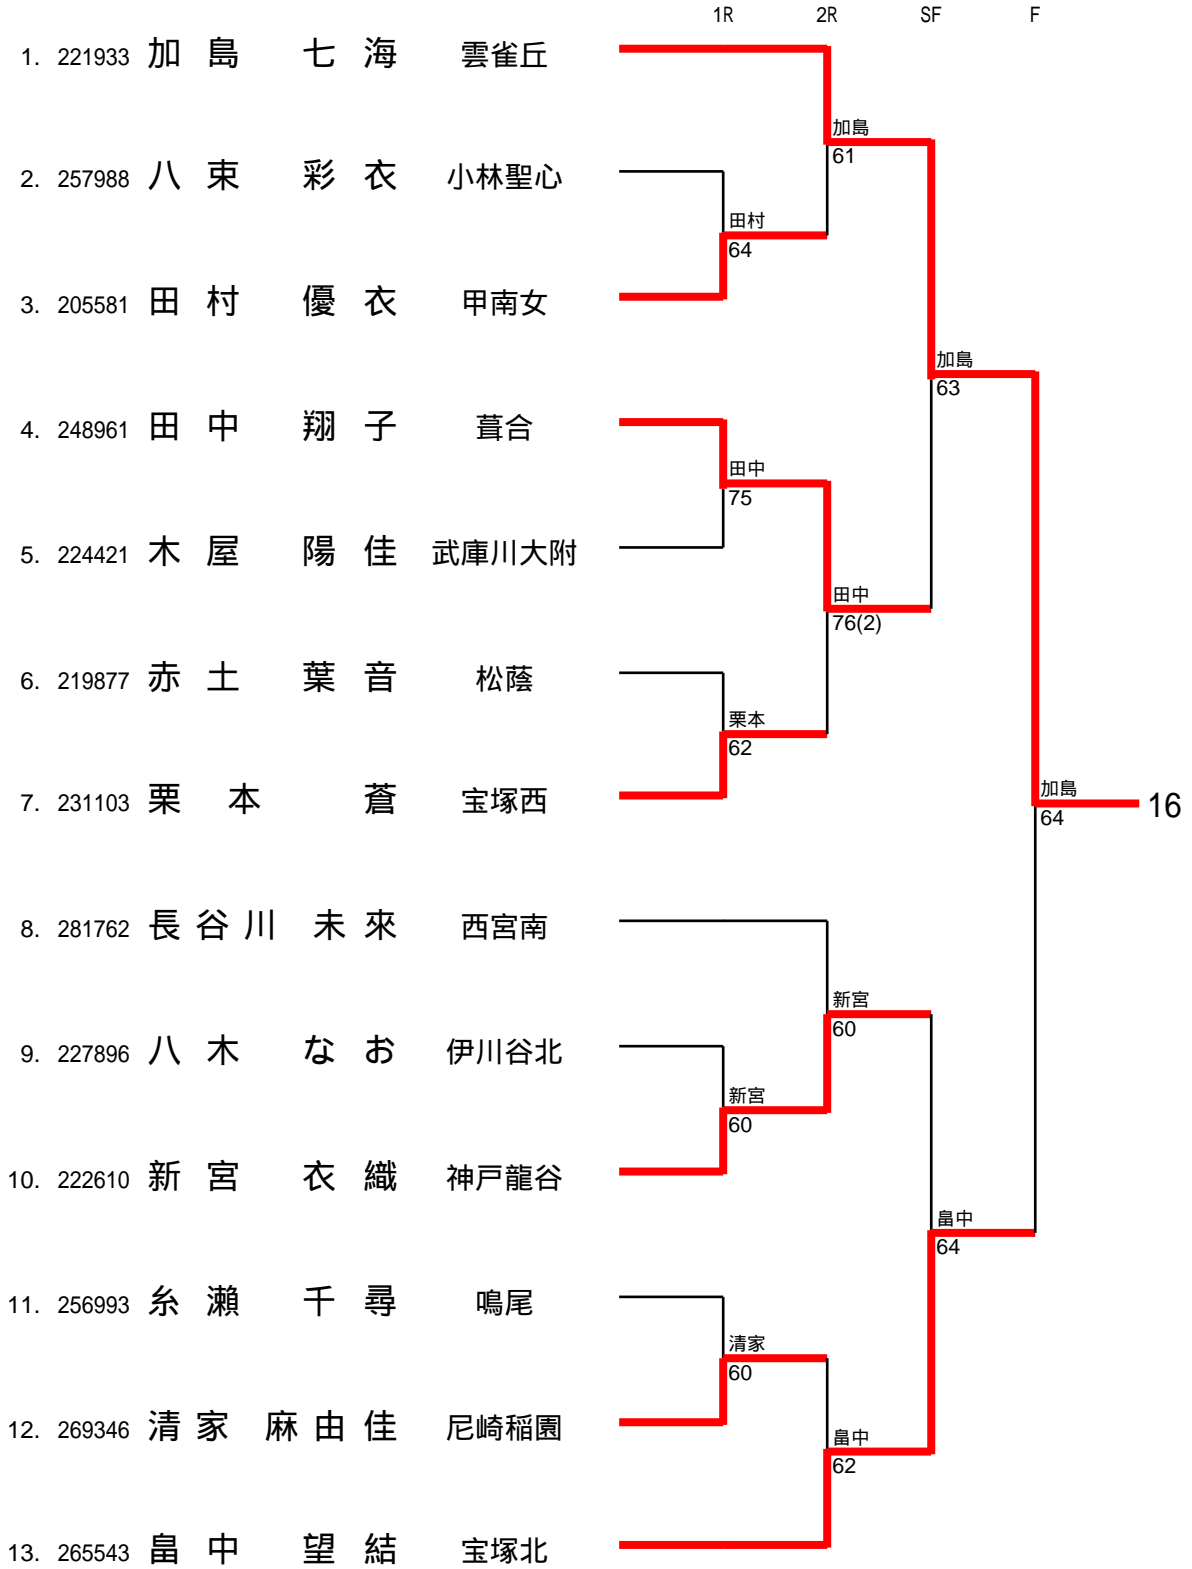 1R 2R SF F
1. 221933 加島 七海 雲雀丘
加島
61
2. 257988 八束 彩衣 小林聖心
田村
64
3. 205581 田村 優衣 甲南女
加島
63
4. 248961 田中 翔子 葺合
田中
75
5. 224421 木屋 陽佳 武庫川大附
田中
76(2)
6. 219877 赤土 葉音 松蔭
栗本
62
7. 231103 栗本 蒼 宝塚西
加島
64
16
8. 281762 長谷川 未來 西宮南
新宮
60
9. 227896 八木 なお 伊川谷北
新宮
60
10. 222610 新宮 衣織 神戸龍谷
畠中
64
11. 256993 糸瀬 千尋 鳴尾
清家
60
12. 269346 清家 麻由佳 尼崎稲園
畠中
62
13. 265543 畠中 望結 宝塚北